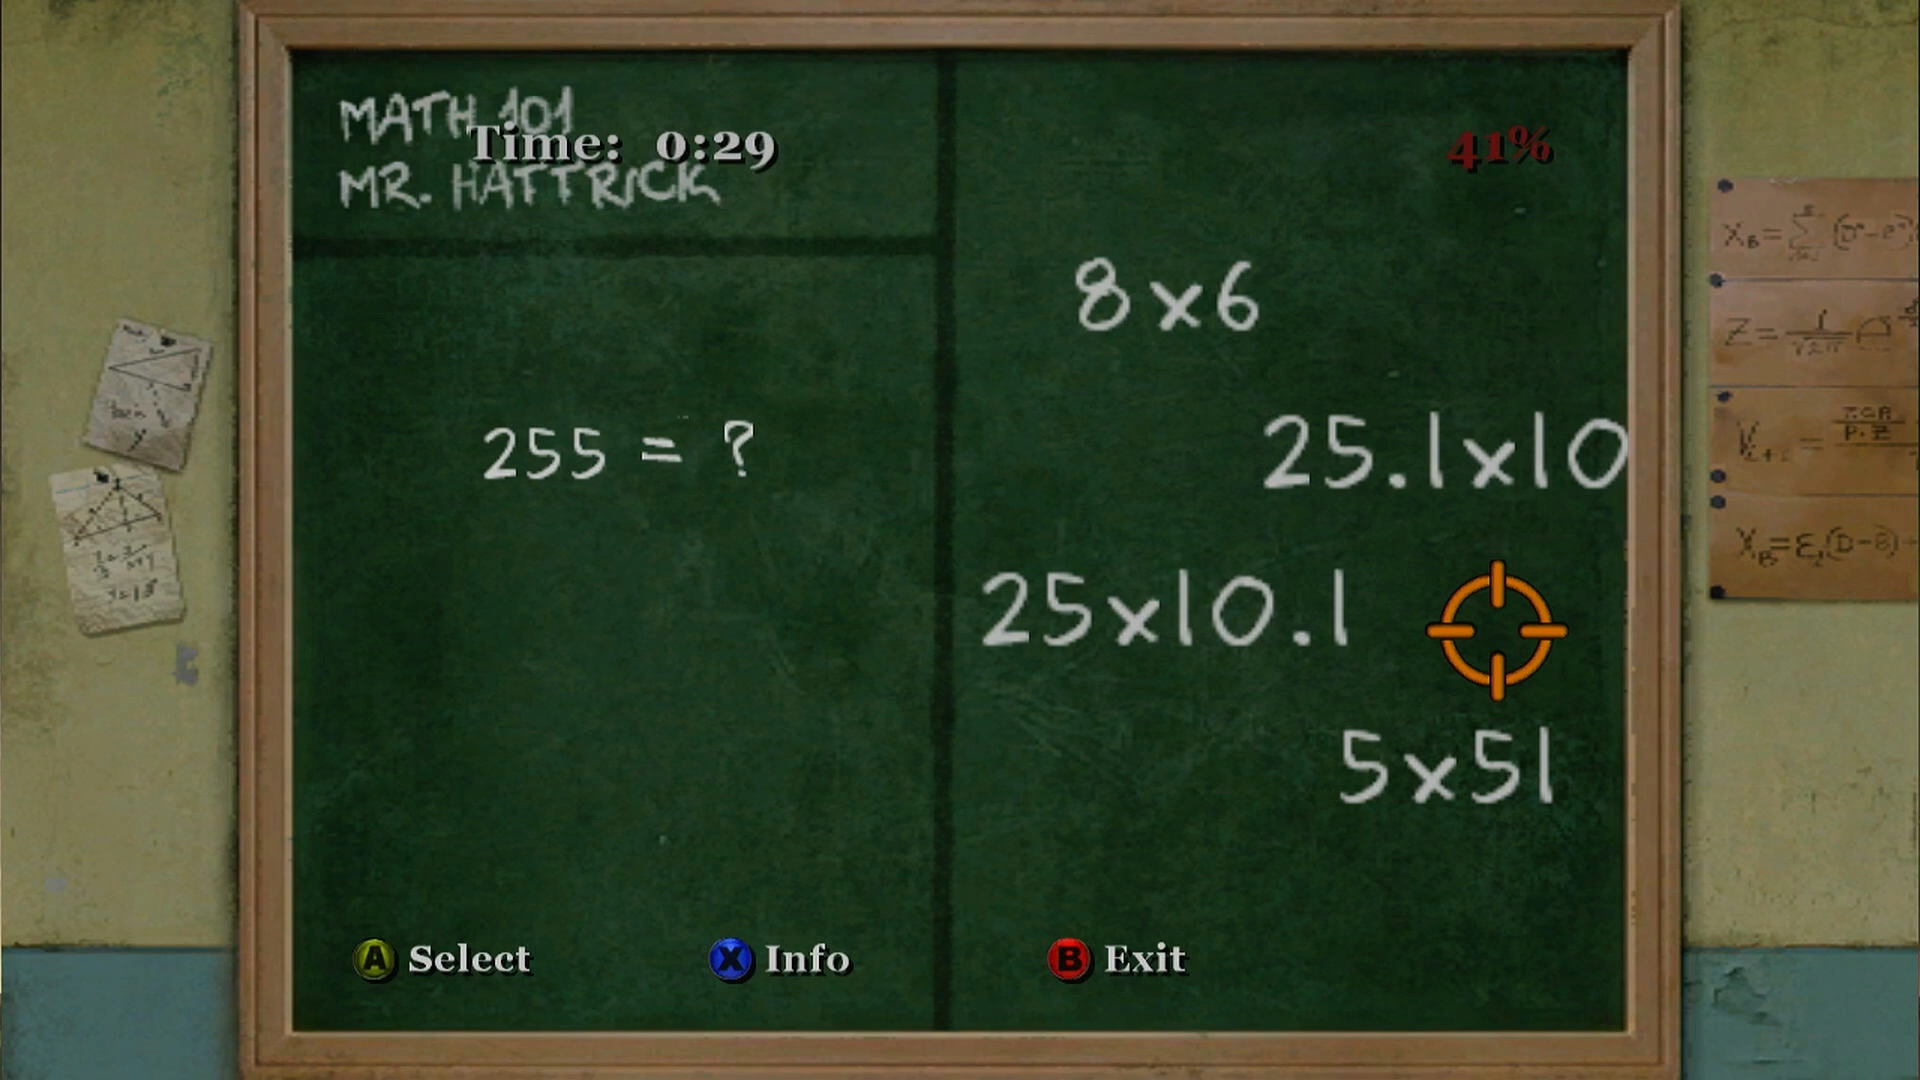 MATH 101
Time: 0:29
41%
MR. HATTRICK
8x6
255 = ?
25.1x10
25x10.1
5x51
A Select
X Info
B Exit